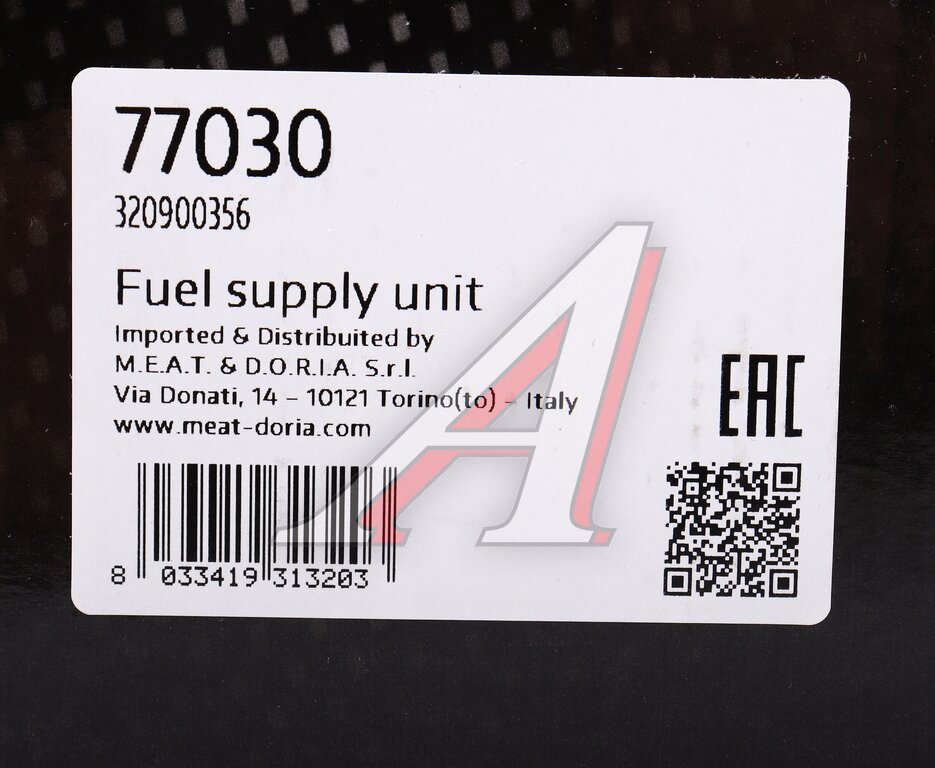 77030
320900356
Fuel supply unit
Imported & Distribuited by
M.E.A.T. & D.O.R.I.A. S.r.l.
Via Donati, 14 – 10121 Torino(to) – Italy
www.meat-doria.com
EAC
8 033419 313203
A